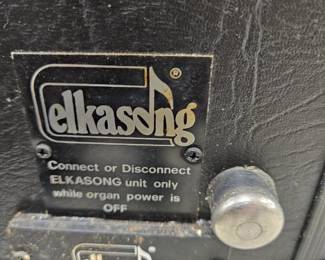 elkasong ®
Connect or Disconnect
ELKASONG unit only
while organ power is
OFF